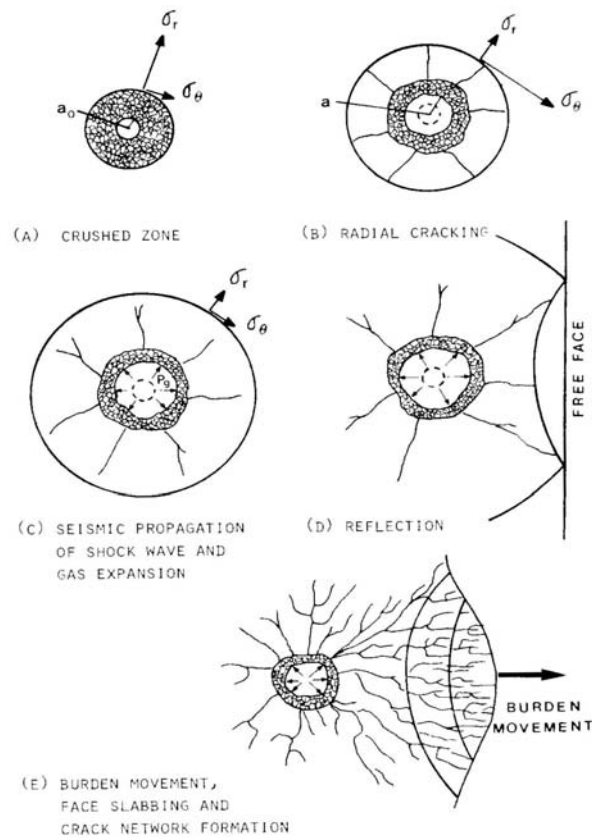 σr
σθ
a₀
(A) CRUSHED ZONE
σr
a
σθ
(B) RADIAL CRACKING
σr
σθ
Pg
(C) SEISMIC PROPAGATION
OF SHOCK WAVE AND
GAS EXPANSION
FREE FACE
(D) REFLECTION
BURDEN
MOVEMENT
(E) BURDEN MOVEMENT,
FACE SLABBING AND
CRACK NETWORK FORMATION